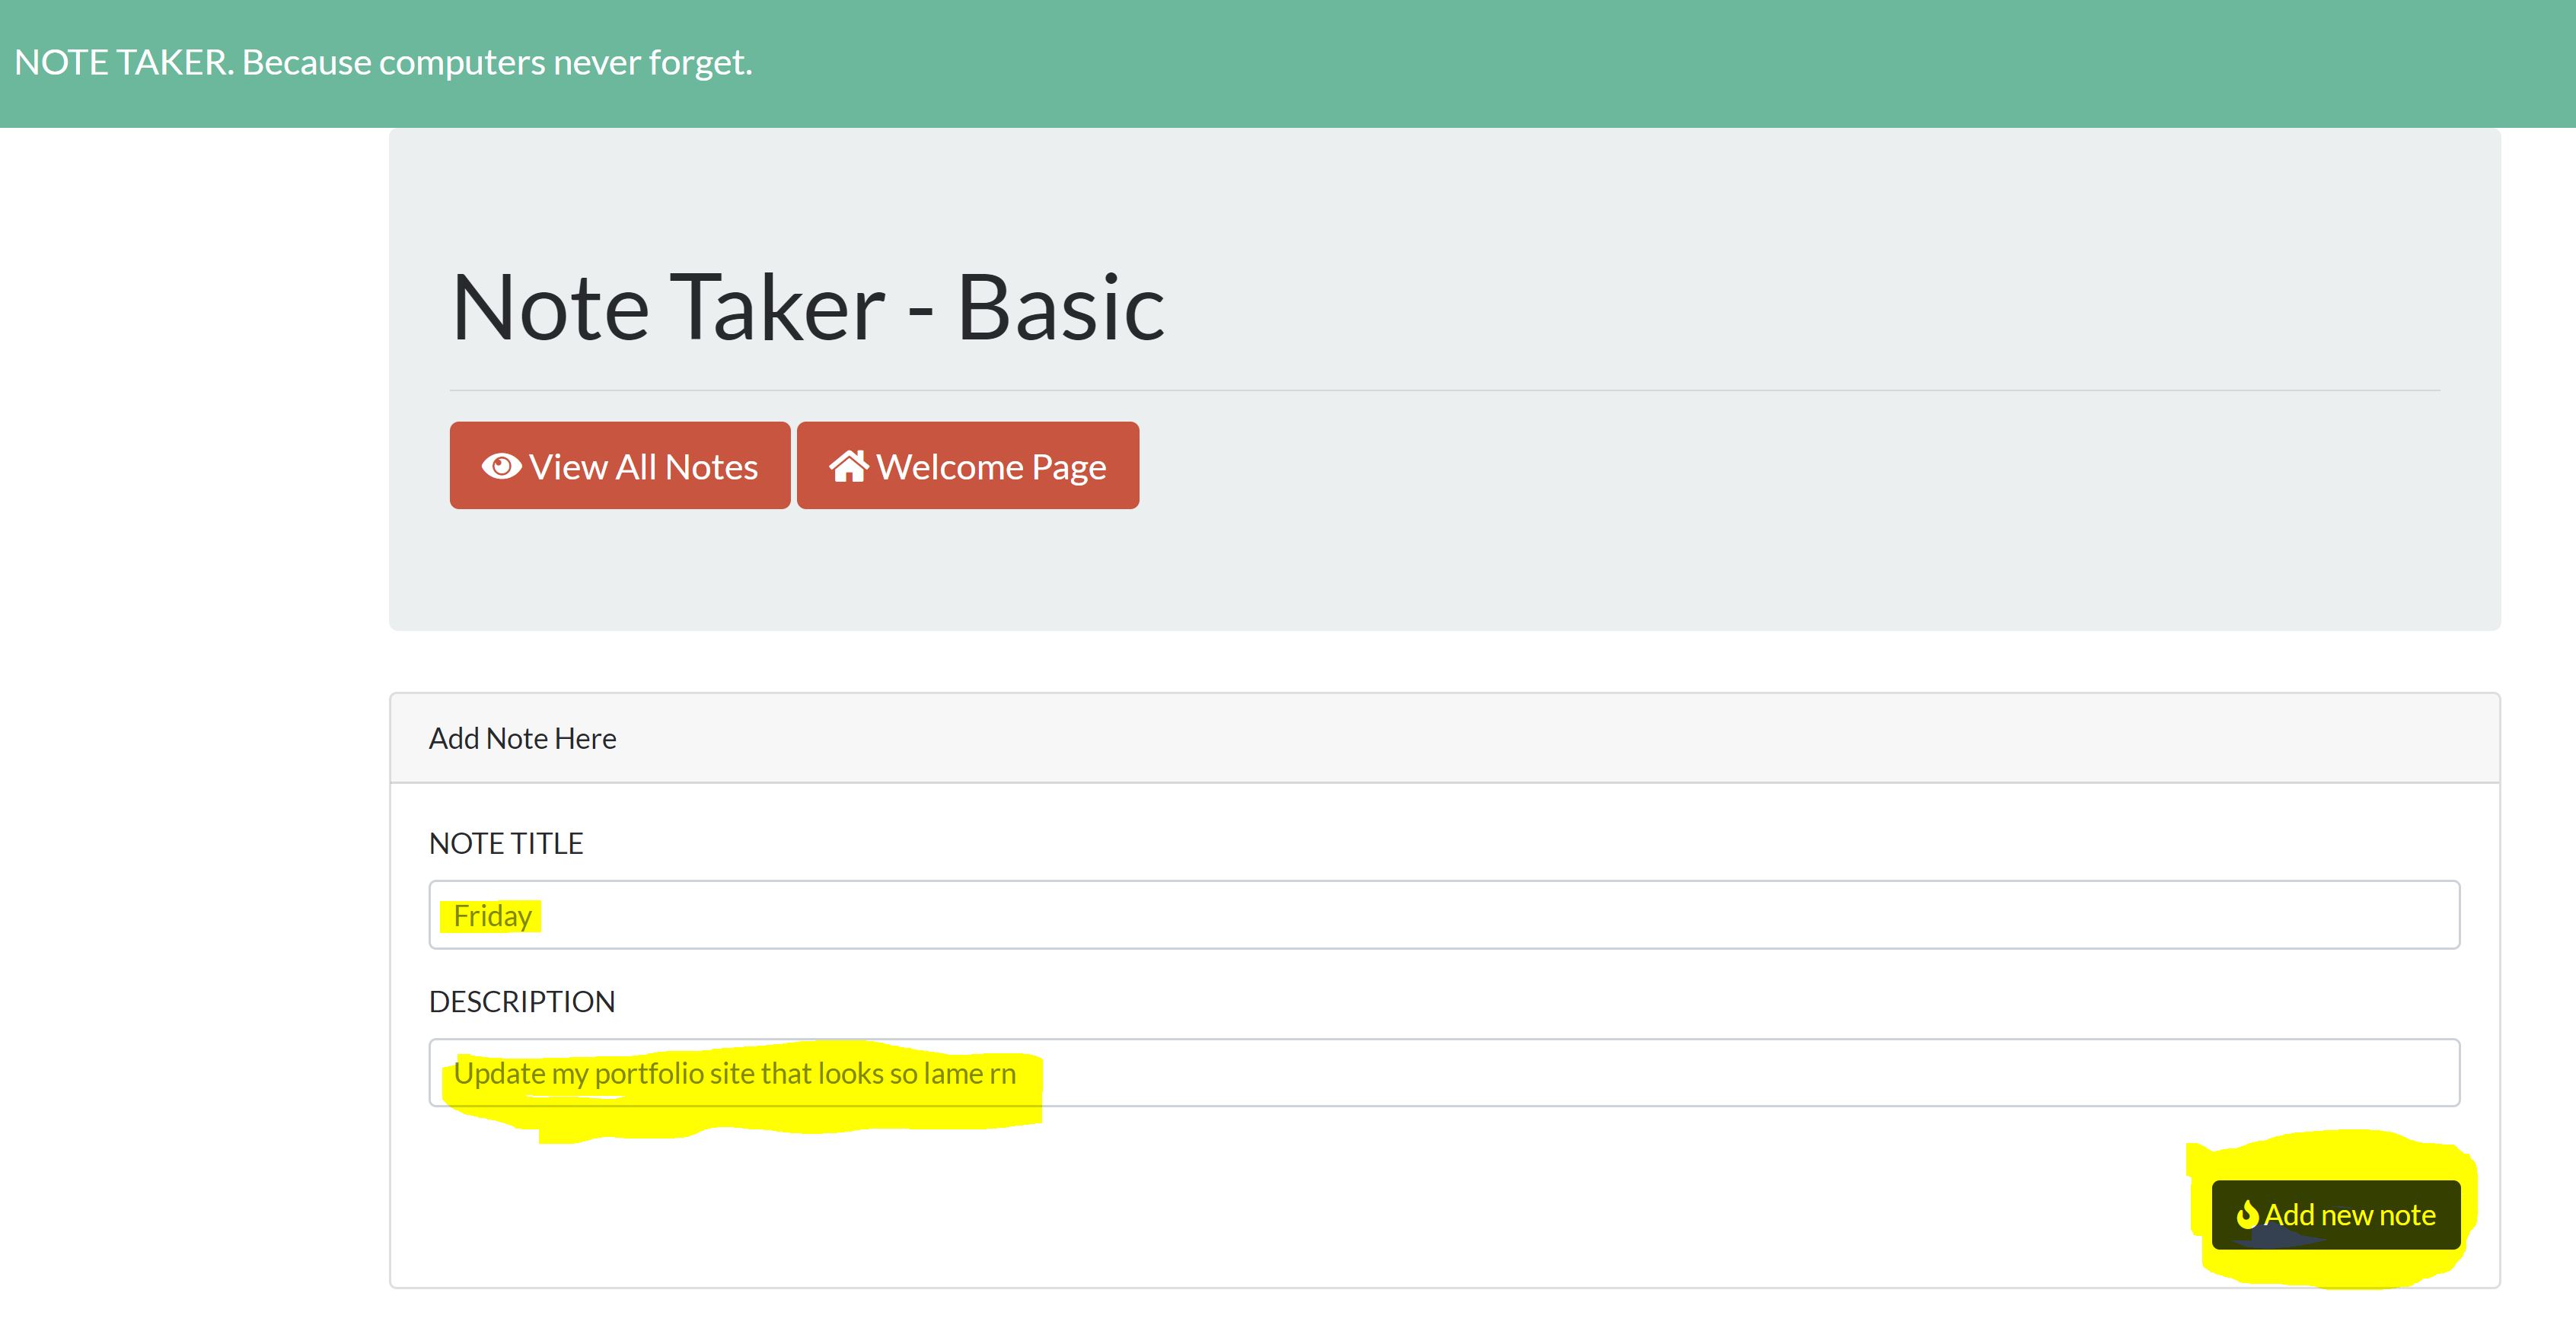 NOTE TAKER. Because computers never forget.
Note Taker - Basic
View All Notes Welcome Page
Add Note Here
NOTE TITLE
Friday
DESCRIPTION
Update my portfolio site that looks so lame rn
Add new note